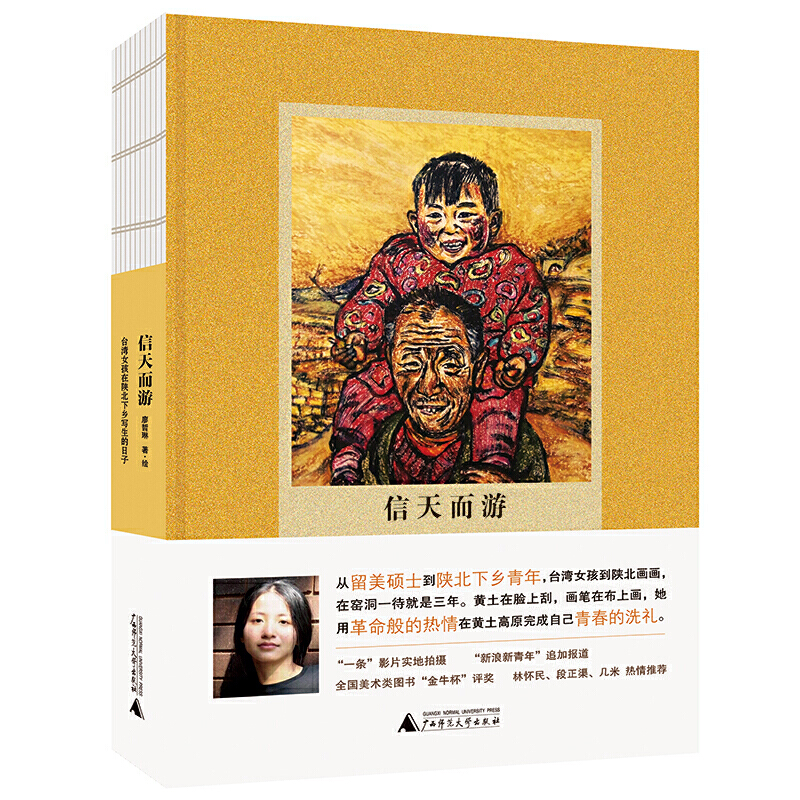 信天而游
台湾女孩在陕北下乡写生的日子
廖哲琳 著·绘
信天而游
从留美硕士到陕北下乡青年，台湾女孩到陕北画画，
在窑洞一待就是三年。黄土在脸上刮，画笔在布上画，她
用革命般的热情在黄土高原完成自己青春的洗礼。
“一条”影片实地拍摄 “新浪新青年”追加报道
全国美术类图书“金牛杯”评奖 林怀民、段正渠、几米 热情推荐
GUANGXI NORMAL UNIVERSITY PRESS
广西师范大学出版社